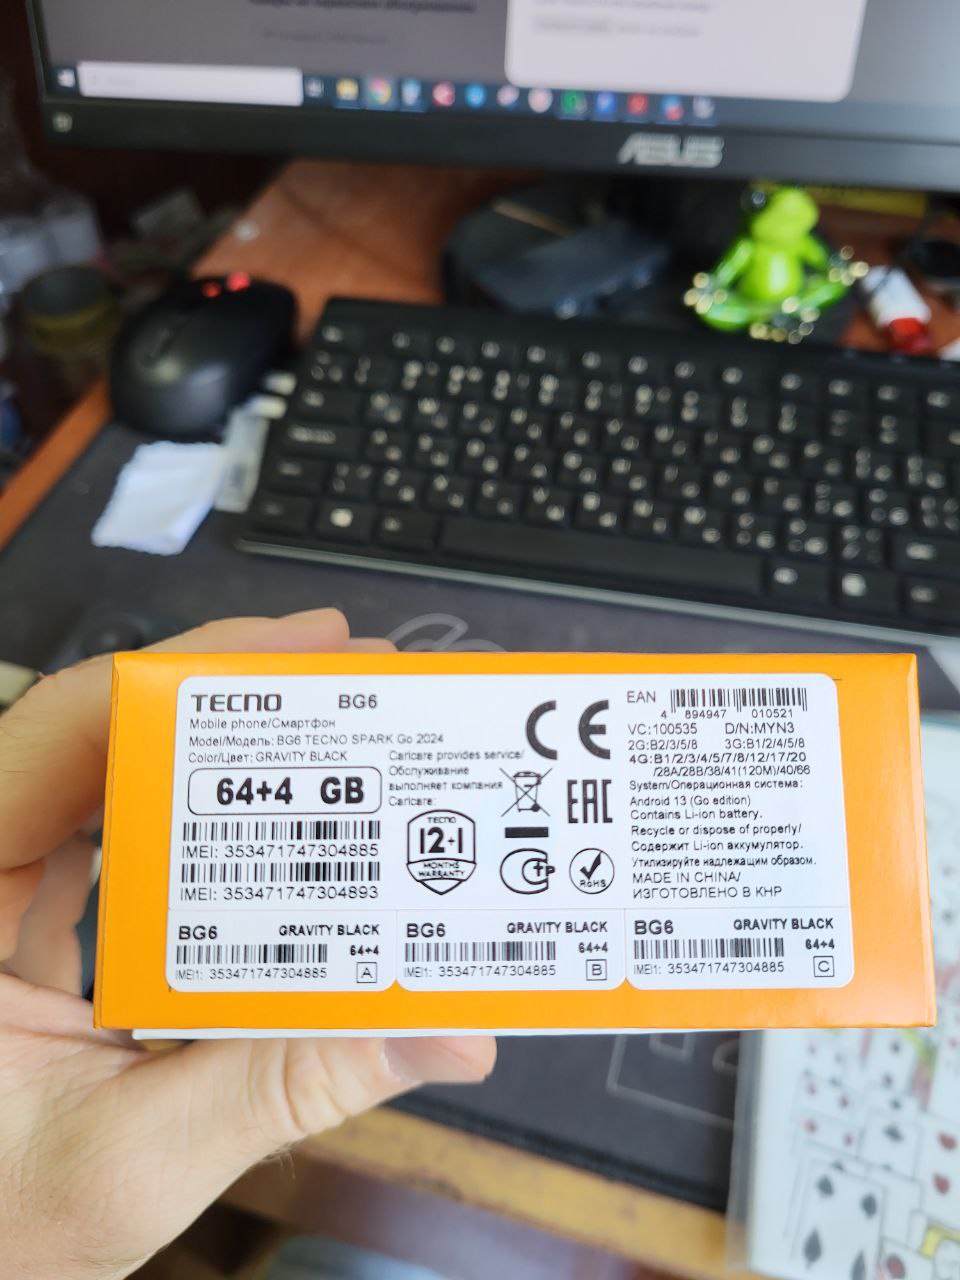 ASUS
TECNO BG6
Mobile phone/Смартфон
Model/Модель: BG6 TECNO SPARK Go 2024
Color/Цвет: GRAVITY BLACK
64+4 GB
IMEI: 353471747304885
IMEI: 353471747304893
Carlcare provides service/
Обслуживание
выполняет компания
Carlcare:
TECNO
12+1
MONTHS
WARRANTY
CE
EAC
RoHS
EAN
4 894947 010521
VC:100535 D/N:MYN3
2G:B2/3/5/8 3G:B1/2/4/5/8
4G:B1/2/3/4/5/7/8/12/17/20
/28A/28B/38/41(120M)/40/66
System/Операционная система:
Android 13 (Go edition)
Contains Li-ion battery.
Recycle or dispose of properly/
Содержит Li-ion аккумулятор.
Утилизируйте надлежащим образом.
MADE IN CHINA/
ИЗГОТОВЛЕНО В КНР
BG6 GRAVITY BLACK
64+4
IMEI1: 353471747304885 A
BG6 GRAVITY BLACK
64+4
IMEI1: 353471747304885 B
BG6 GRAVITY BLACK
64+4
IMEI1: 353471747304885 C